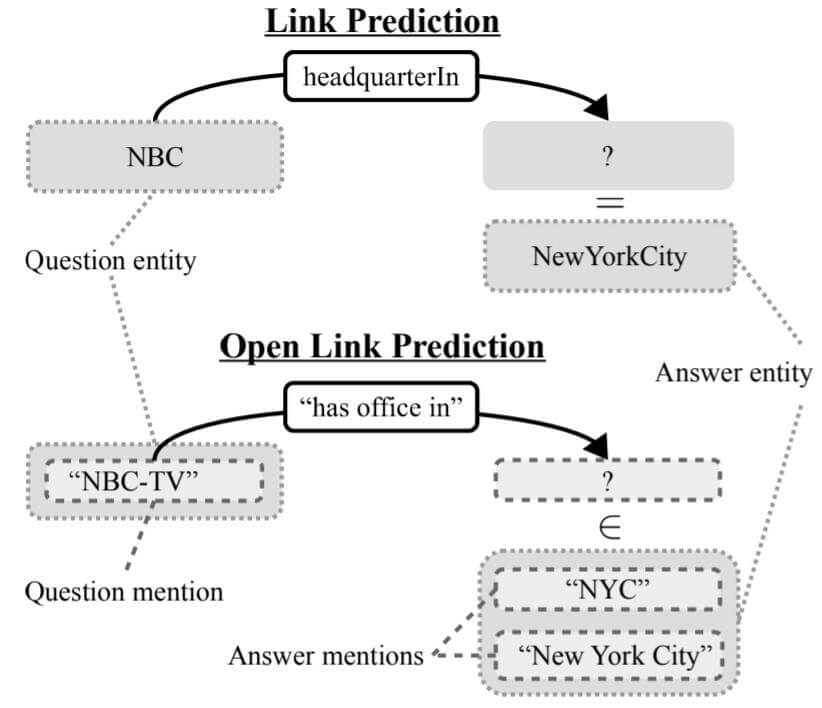 Link Prediction
headquarterIn
NBC
?
=
NewYorkCity
Question entity
Open Link Prediction
Answer entity
“has office in”
“NBC-TV”
?
∈
Question mention
“NYC”
Answer mentions
“New York City”